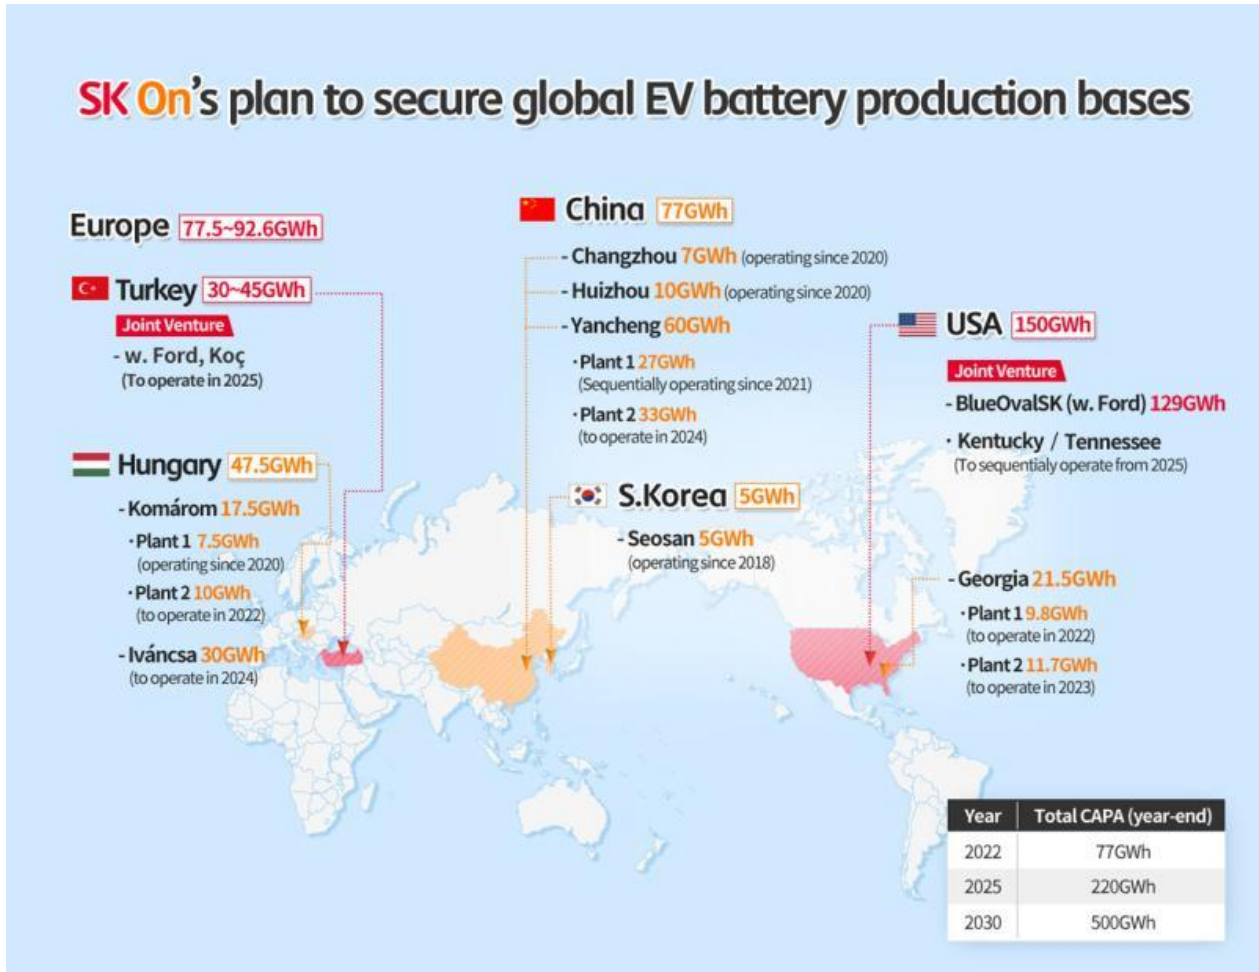 SK On's plan to secure global EV battery production bases
Europe 77.5~92.6GWh
Turkey 30~45GWh
Joint Venture
- w. Ford, Koç
(To operate in 2025)
Hungary 47.5GWh
- Komárom 17.5GWh
·Plant 1 7.5GWh
(operating since 2020)
·Plant 2 10GWh
(to operate in 2022)
- Iváncsa 30GWh
(to operate in 2024)
China 77GWh
- Changzhou 7GWh (operating since 2020)
- Huizhou 10GWh (operating since 2020)
- Yancheng 60GWh
·Plant 1 27GWh
(Sequentially operating since 2021)
·Plant 2 33GWh
(to operate in 2024)
S.Korea 5GWh
- Seosan 5GWh
(operating since 2018)
USA 150GWh
Joint Venture
- BlueOvalSK (w. Ford) 129GWh
· Kentucky / Tennessee
(To sequentialy operate from 2025)
- Georgia 21.5GWh
·Plant 1 9.8GWh
(to operate in 2022)
·Plant 2 11.7GWh
(to operate in 2023)
Year Total CAPA (year-end)
2022 77GWh
2025 220GWh
2030 500GWh